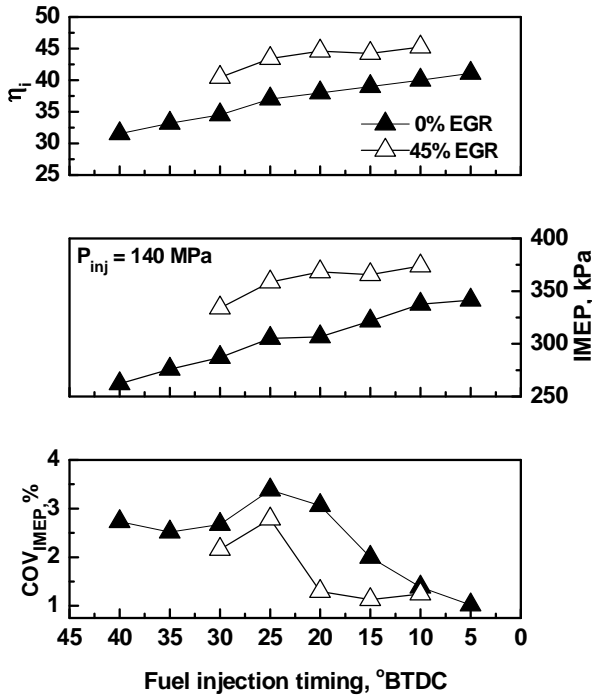 50
45
40
35
30
25
η_i
0% EGR
45% EGR
P_inj = 140 MPa
400
350
300
250
IMEP, kPa
4
3
2
1
COV_IMEP, %
45 40 35 30 25 20 15 10 5 0
Fuel injection timing, °BTDC